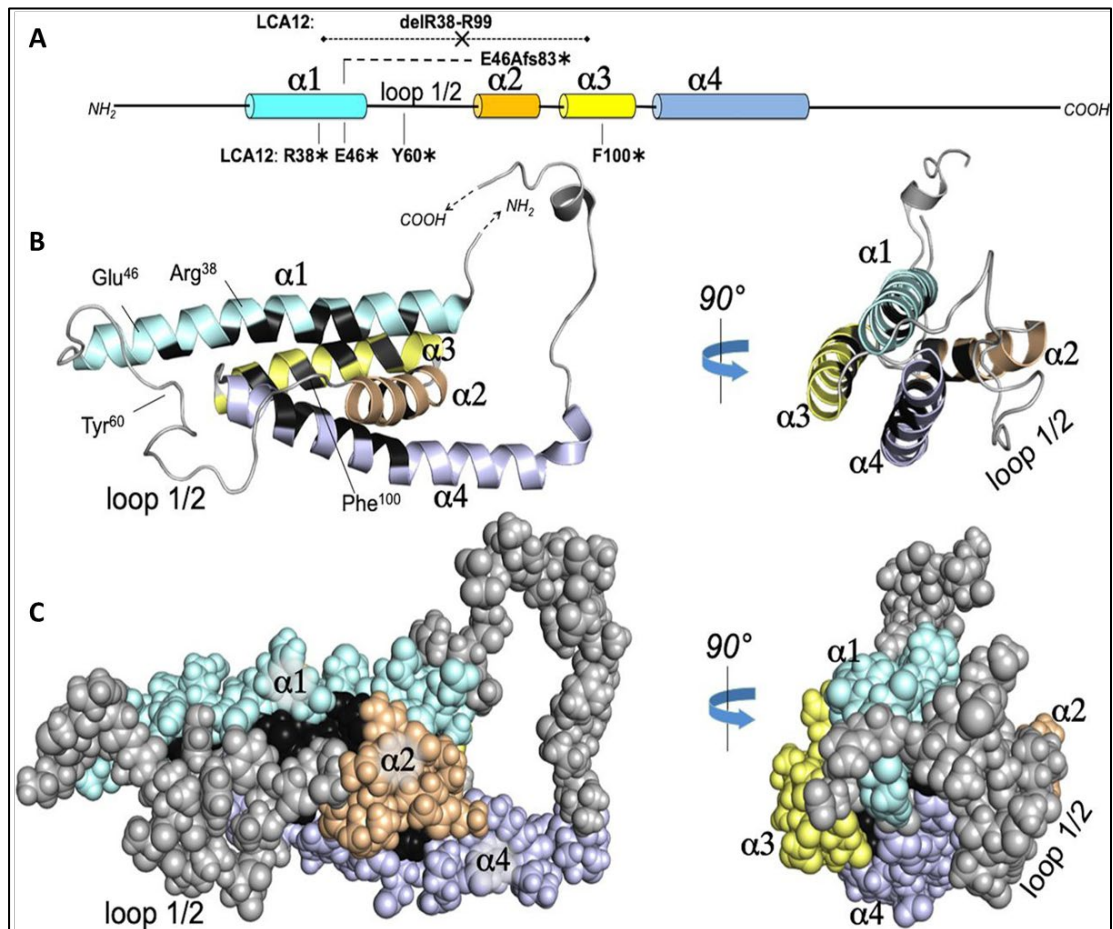 A
LCA12: delR38-R99
E46Afs83*
α1 loop 1/2 α2 α3 α4
NH2 COOH
LCA12: R38* E46* Y60* F100*
B
COOH NH2
Glu46 Arg38 α1
α3
α2
Tyr60
loop 1/2 Phe100 α4
90°
α1
α2
α3
α4
loop 1/2
C
α1
α2
α4
loop 1/2
90°
α1
α2
α3
α4
loop 1/2